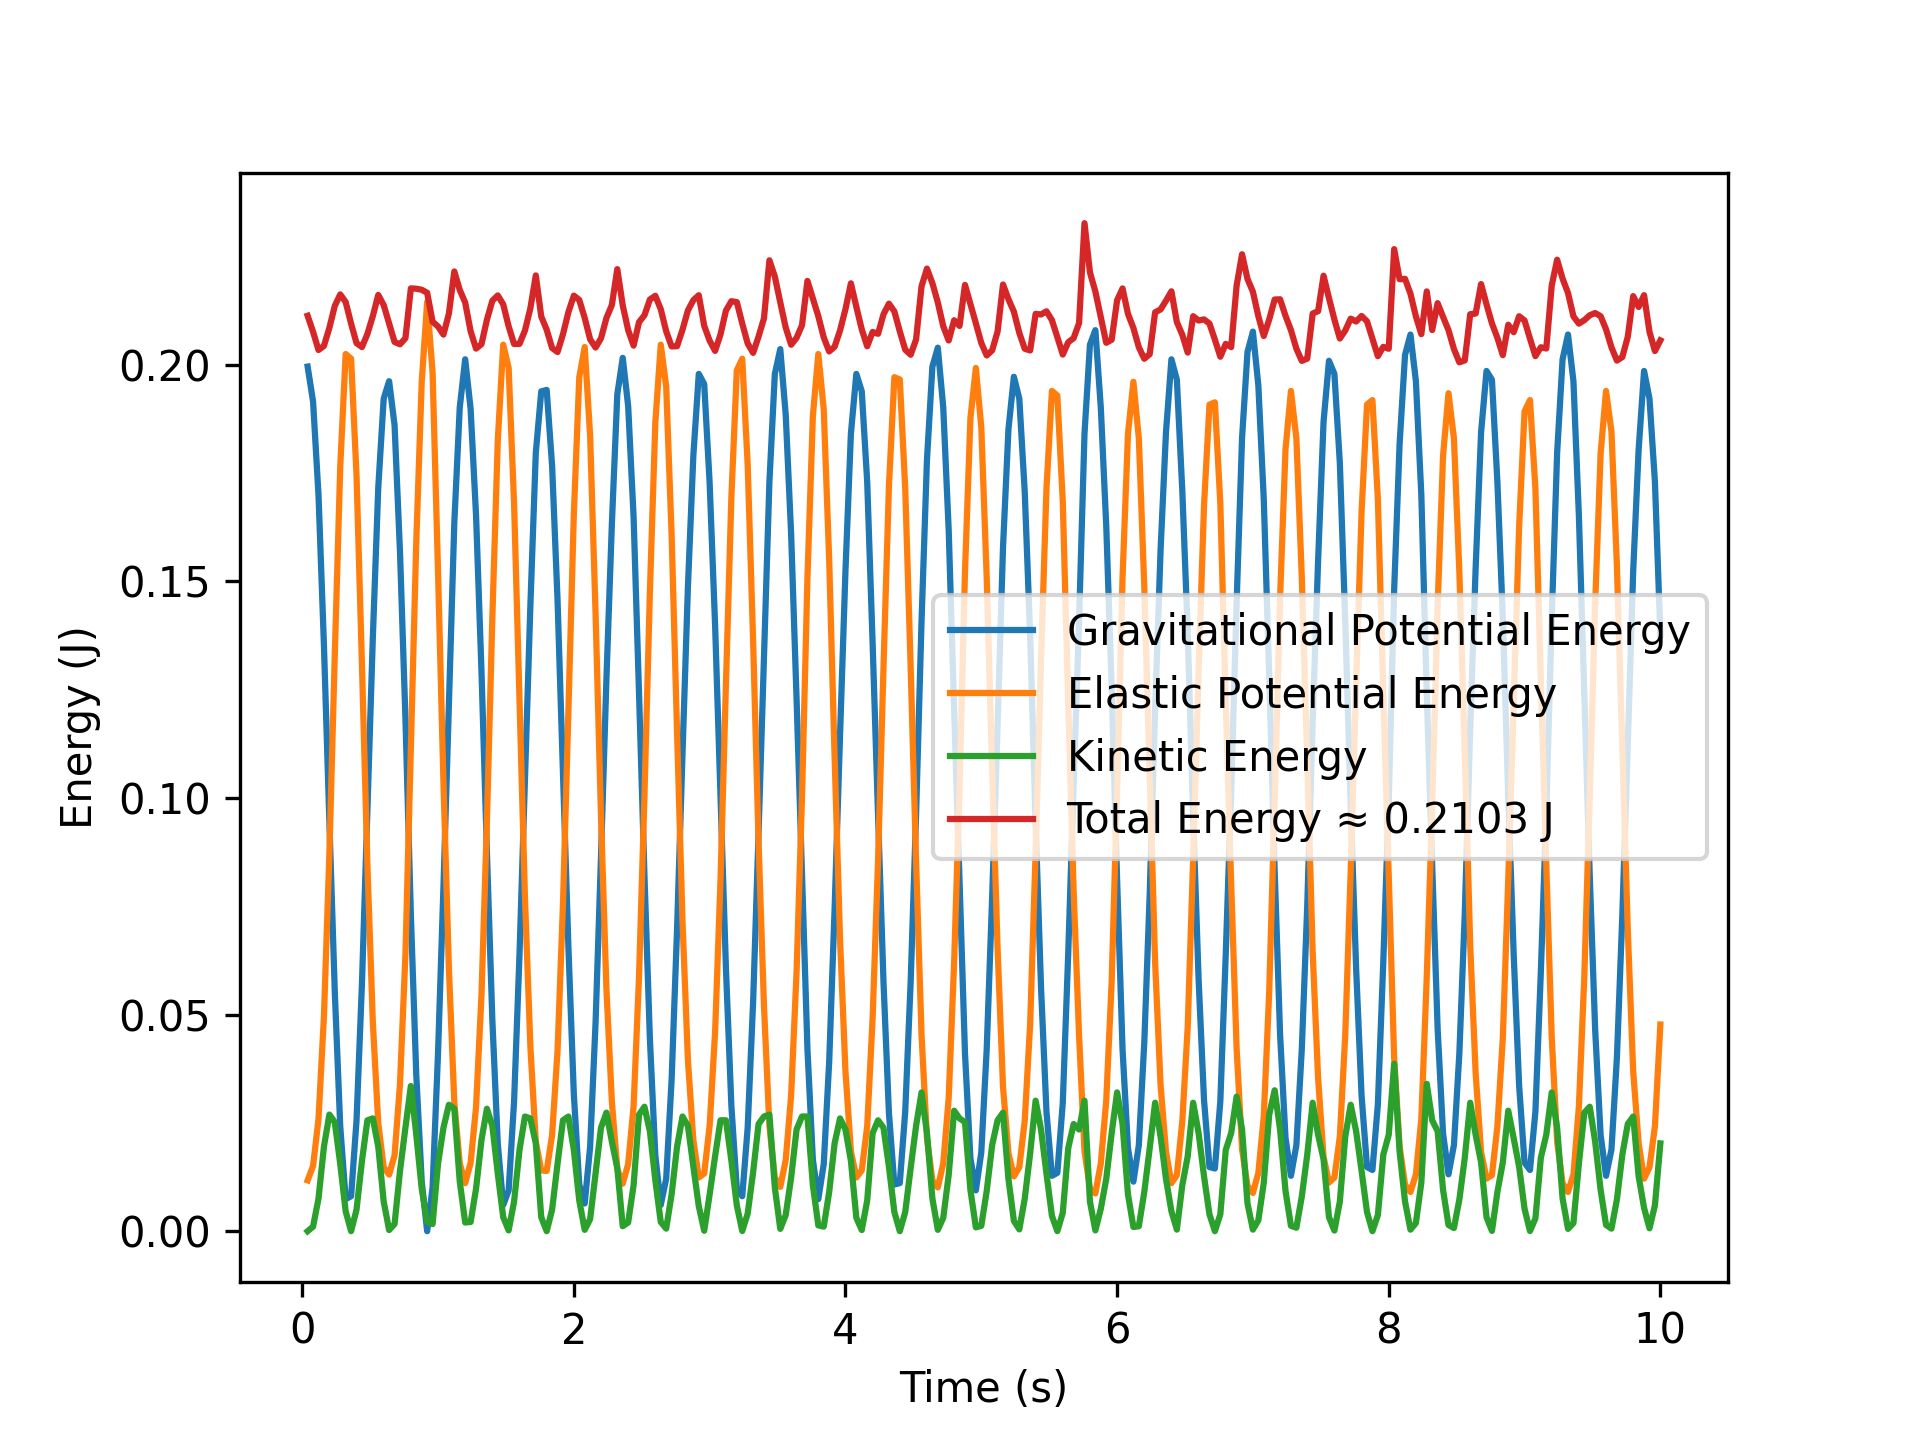 0.20
0.15
0.10
0.05
0.00
Energy (J)
Gravitational Potential Energy
Elastic Potential Energy
Kinetic Energy
Total Energy ≈ 0.2103 J
0 2 4 6 8 10
Time (s)